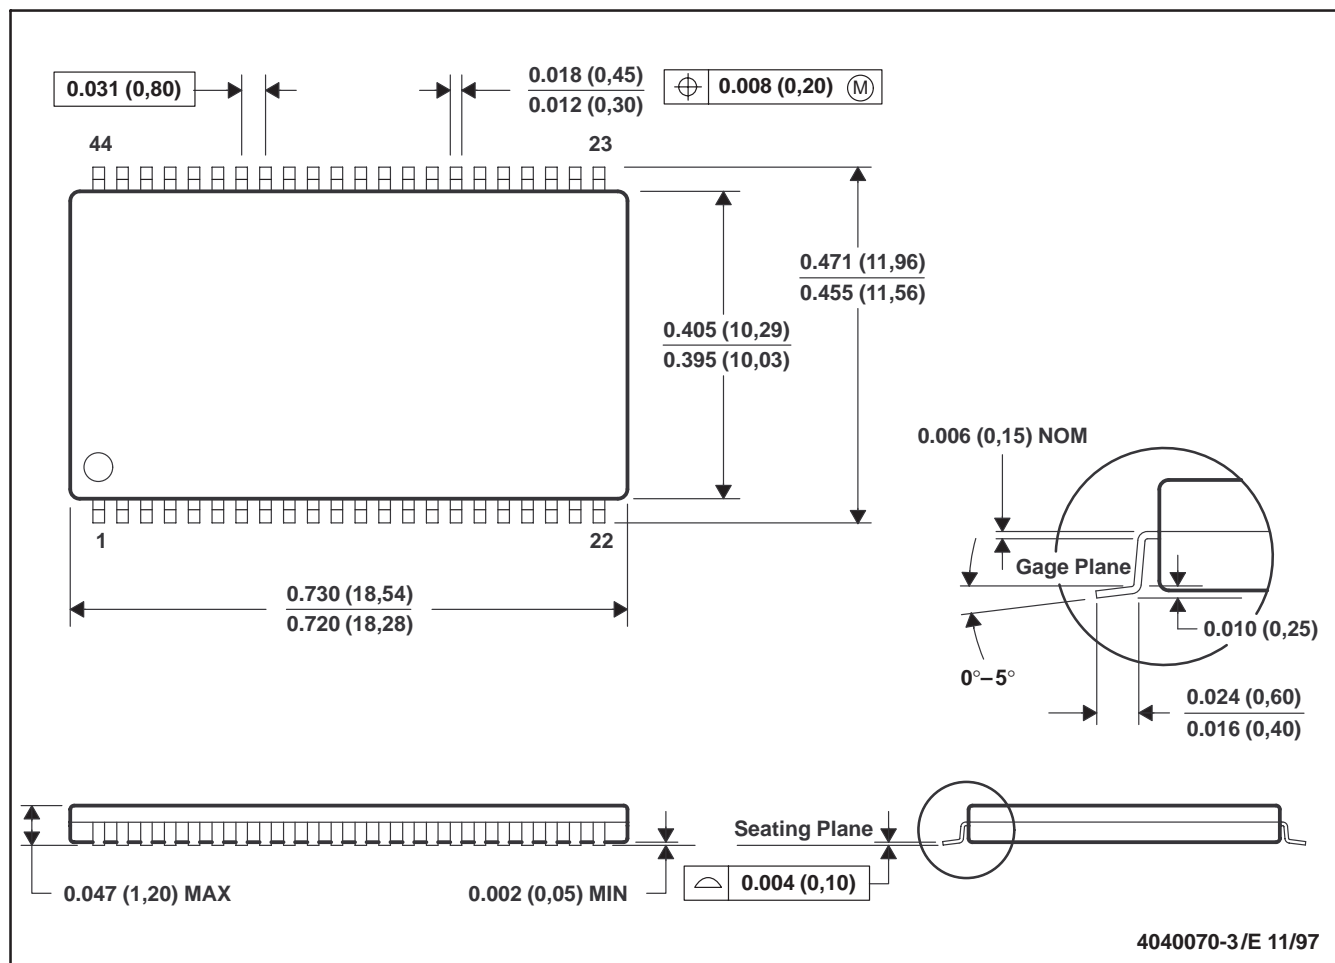 0.031 (0,80)
0.018 (0,45)
0.012 (0,30)
0.008 (0,20) Ⓜ
44
23
0.471 (11,96)
0.455 (11,56)
0.405 (10,29)
0.395 (10,03)
0.006 (0,15) NOM
1
22
Gage Plane
0.730 (18,54)
0.720 (18,28)
0.010 (0,25)
0°–5°
0.024 (0,60)
0.016 (0,40)
Seating Plane
0.047 (1,20) MAX
0.002 (0,05) MIN
0.004 (0,10)
4040070-3/E 11/97